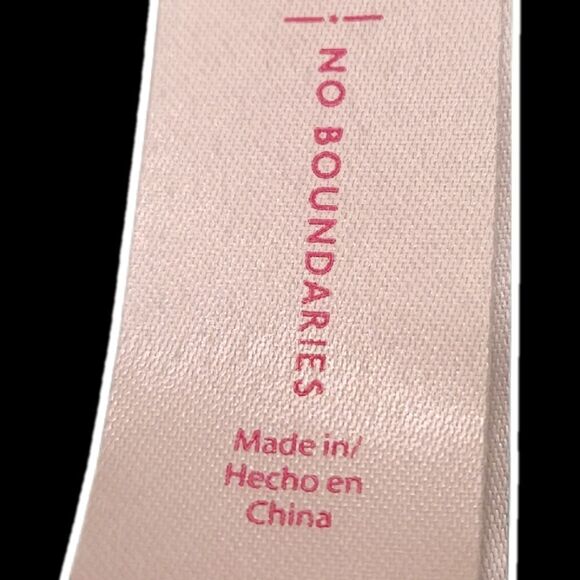 NO BOUNDARIES
Made in/
Hecho en
China